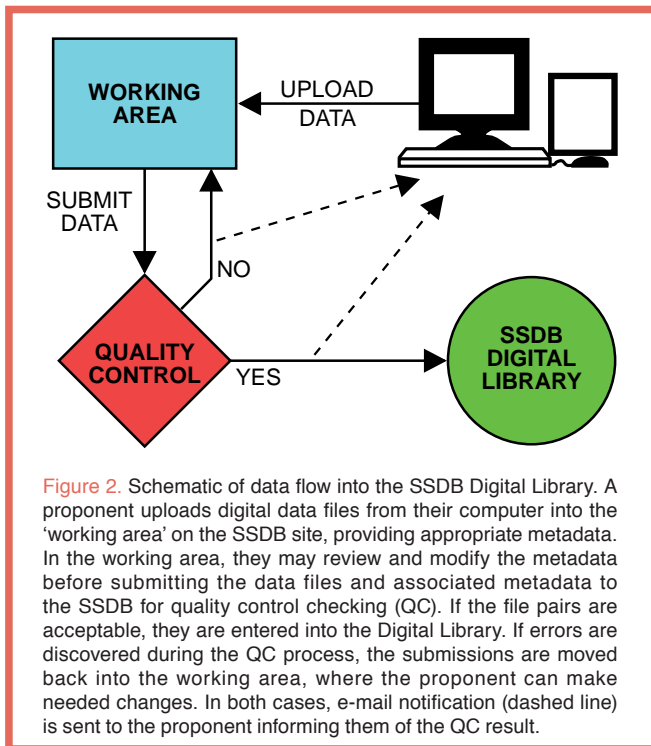 WORKING
AREA
UPLOAD
DATA
SUBMIT
DATA
NO
QUALITY
CONTROL
YES
SSDB
DIGITAL
LIBRARY
Figure 2. Schematic of data flow into the SSDB Digital Library. A
proponent uploads digital data files from their computer into the
‘working area’ on the SSDB site, providing appropriate metadata.
In the working area, they may review and modify the metadata
before submitting the data files and associated metadata to
the SSDB for quality control checking (QC). If the file pairs are
acceptable, they are entered into the Digital Library. If errors are
discovered during the QC process, the submissions are moved
back into the working area, where the proponent can make
needed changes. In both cases, e-mail notification (dashed line)
is sent to the proponent informing them of the QC result.